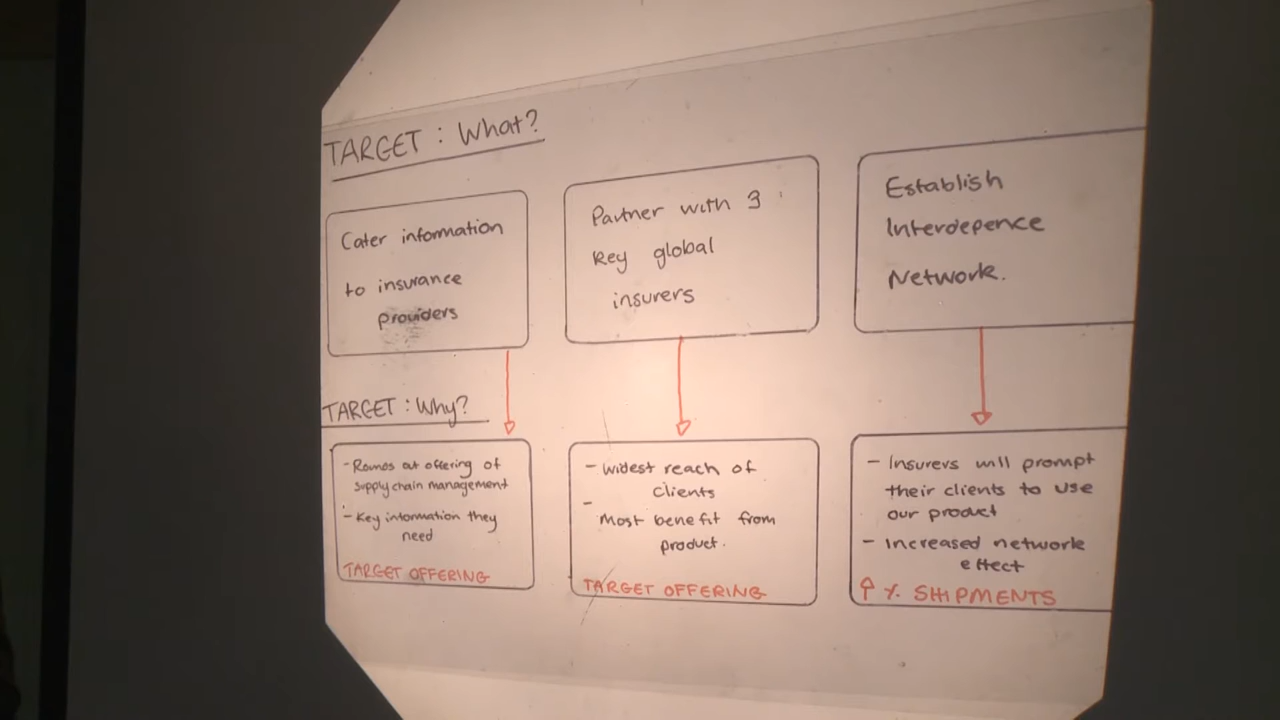 TARGET : What?
Cater information
to insurance
providers
Partner with 3
key global
insurers
Establish
Interdepence
Network.
TARGET : Why?
- Rounds out offering of
supply chain management
- Key information they
need
TARGET OFFERING
- widest reach of
clients
-
Most benefit from
product.
TARGET OFFERING
- Insurers will prompt
their clients to use
our product
- Increased network
effect
↑ % SHIPMENTS